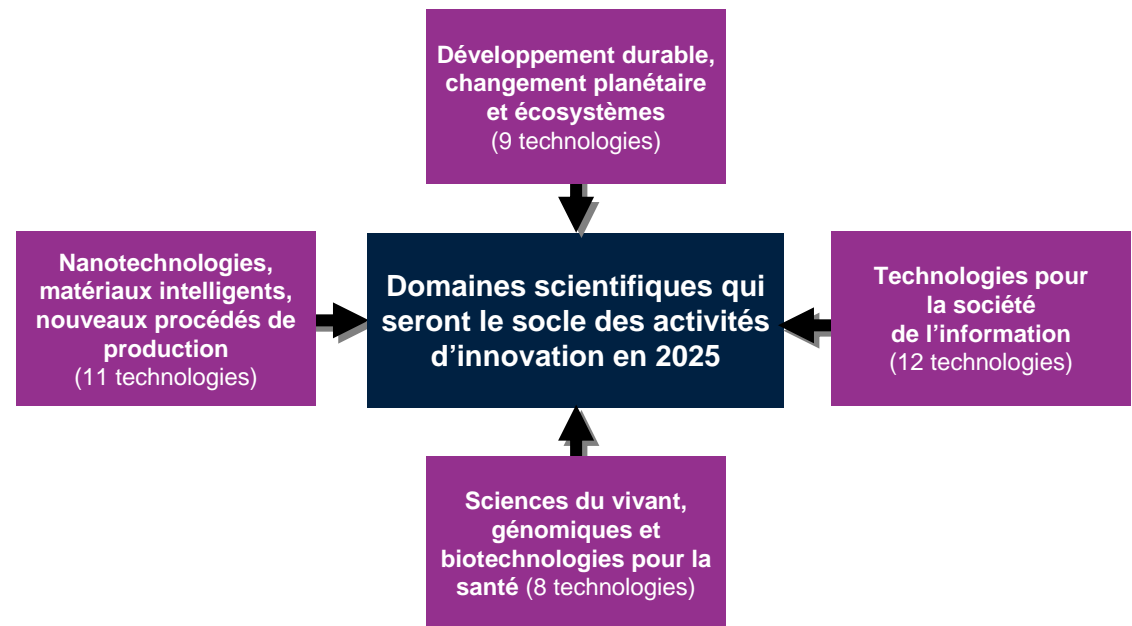 Développement durable,
changement planétaire
et écosystèmes
(9 technologies)
Nanotechnologies,
matériaux intelligents,
nouveaux procédés de
production
(11 technologies)
Domaines scientifiques qui
seront le socle des activités
d’innovation en 2025
Technologies pour
la société
de l’information
(12 technologies)
Sciences du vivant,
génomiques et
biotechnologies pour la
santé (8 technologies)